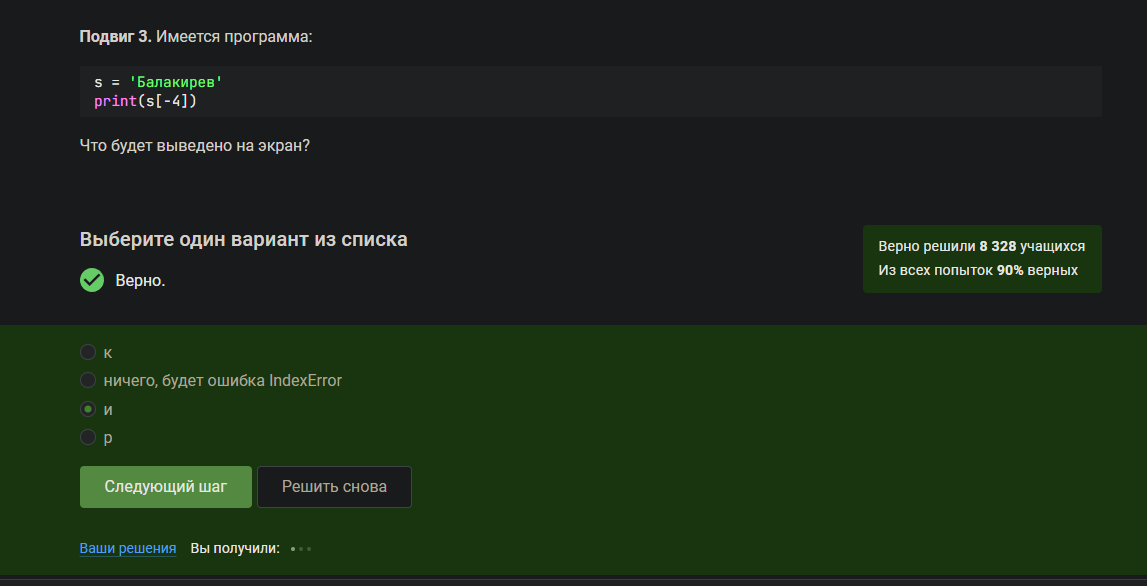 Подвиг 3. Имеется программа:
s = 'Балакирев'
print(s[-4])
Что будет выведено на экран?
Выберите один вариант из списка
Верно.
Верно решили 8 328 учащихся
Из всех попыток 90% верных
к
ничего, будет ошибка IndexError
и
р
Следующий шаг
Решить снова
Ваши решения Вы получили: